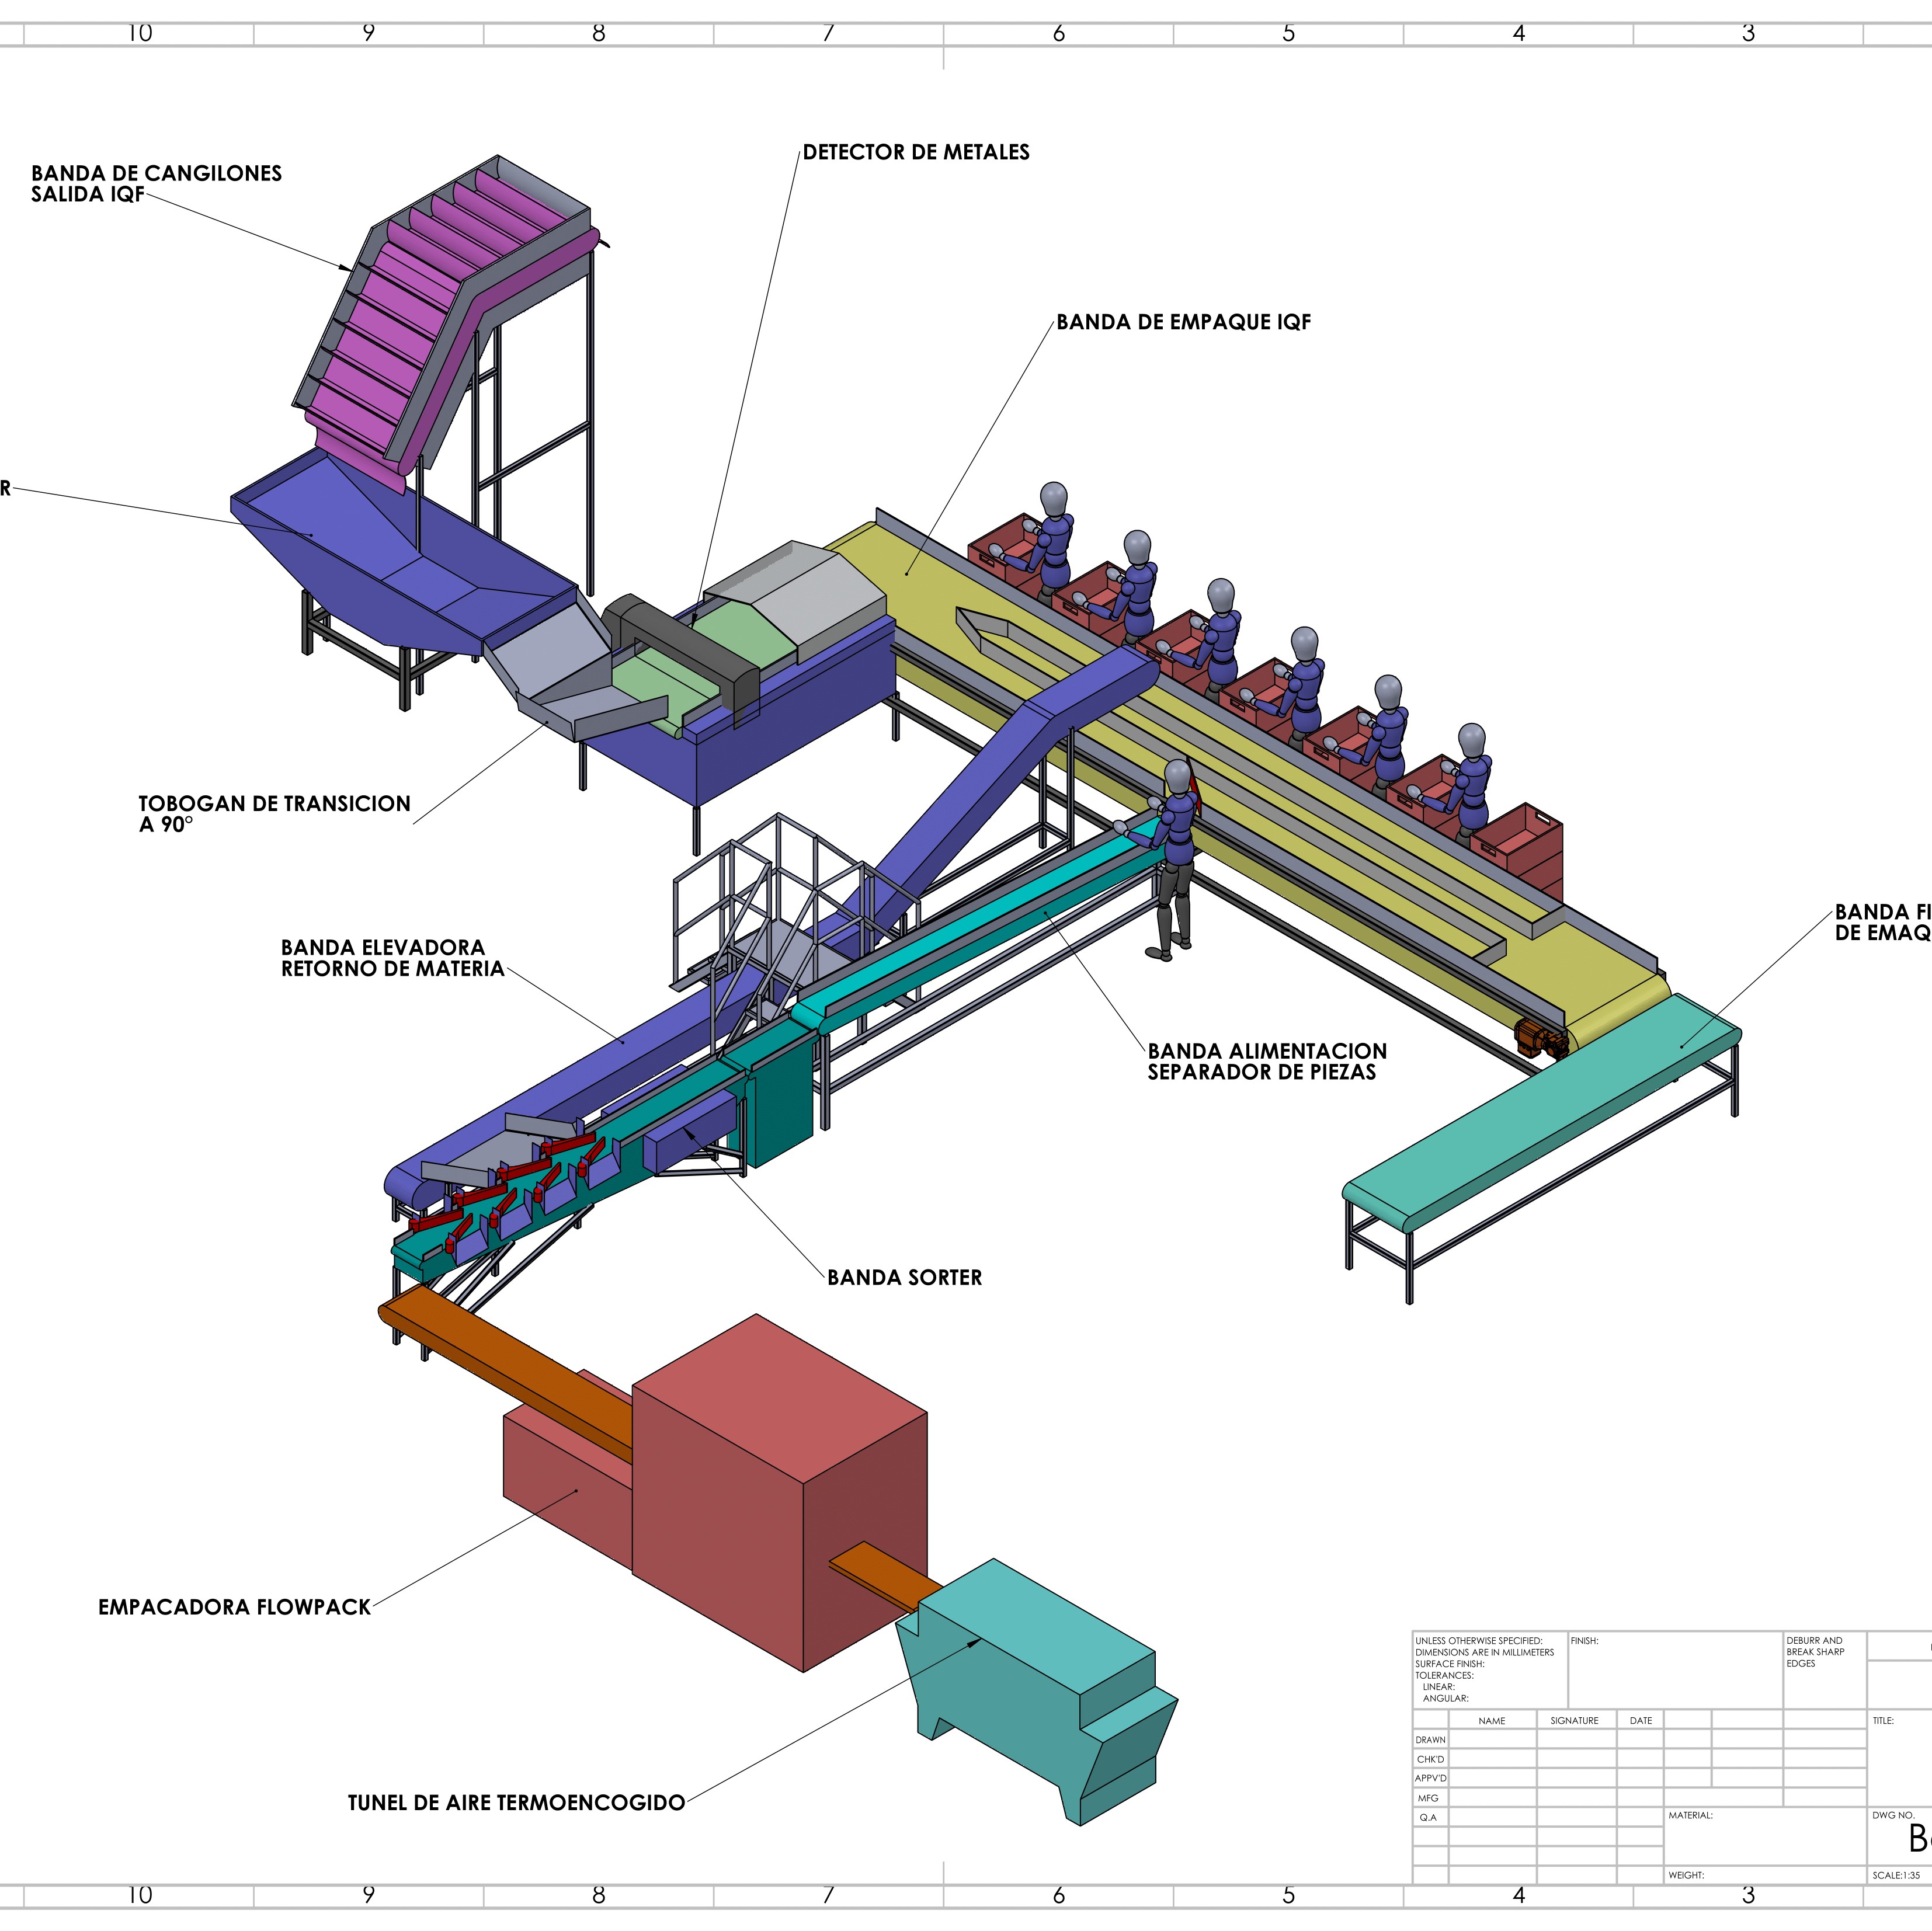 10 9 8 7 6 5 4 3
DETECTOR DE METALES
BANDA DE CANGILONES
SALIDA IQF
BANDA DE EMPAQUE IQF
R
TOBOGAN DE TRANSICION
A 90°
BANDA FI
DE EMAQ
BANDA ELEVADORA
RETORNO DE MATERIA
BANDA ALIMENTACION
SEPARADOR DE PIEZAS
BANDA SORTER
EMPACADORA FLOWPACK
TUNEL DE AIRE TERMOENCOGIDO
UNLESS OTHERWISE SPECIFIED:
DIMENSIONS ARE IN MILLIMETERS
SURFACE FINISH:
TOLERANCES:
LINEAR:
ANGULAR:
FINISH:
DEBURR AND
BREAK SHARP
EDGES
NAME SIGNATURE DATE
TITLE:
DRAWN
CHK'D
APPV'D
MFG
Q.A
MATERIAL:
DWG NO.
WEIGHT:
SCALE:1:35
10 9 8 7 6 5 4 3